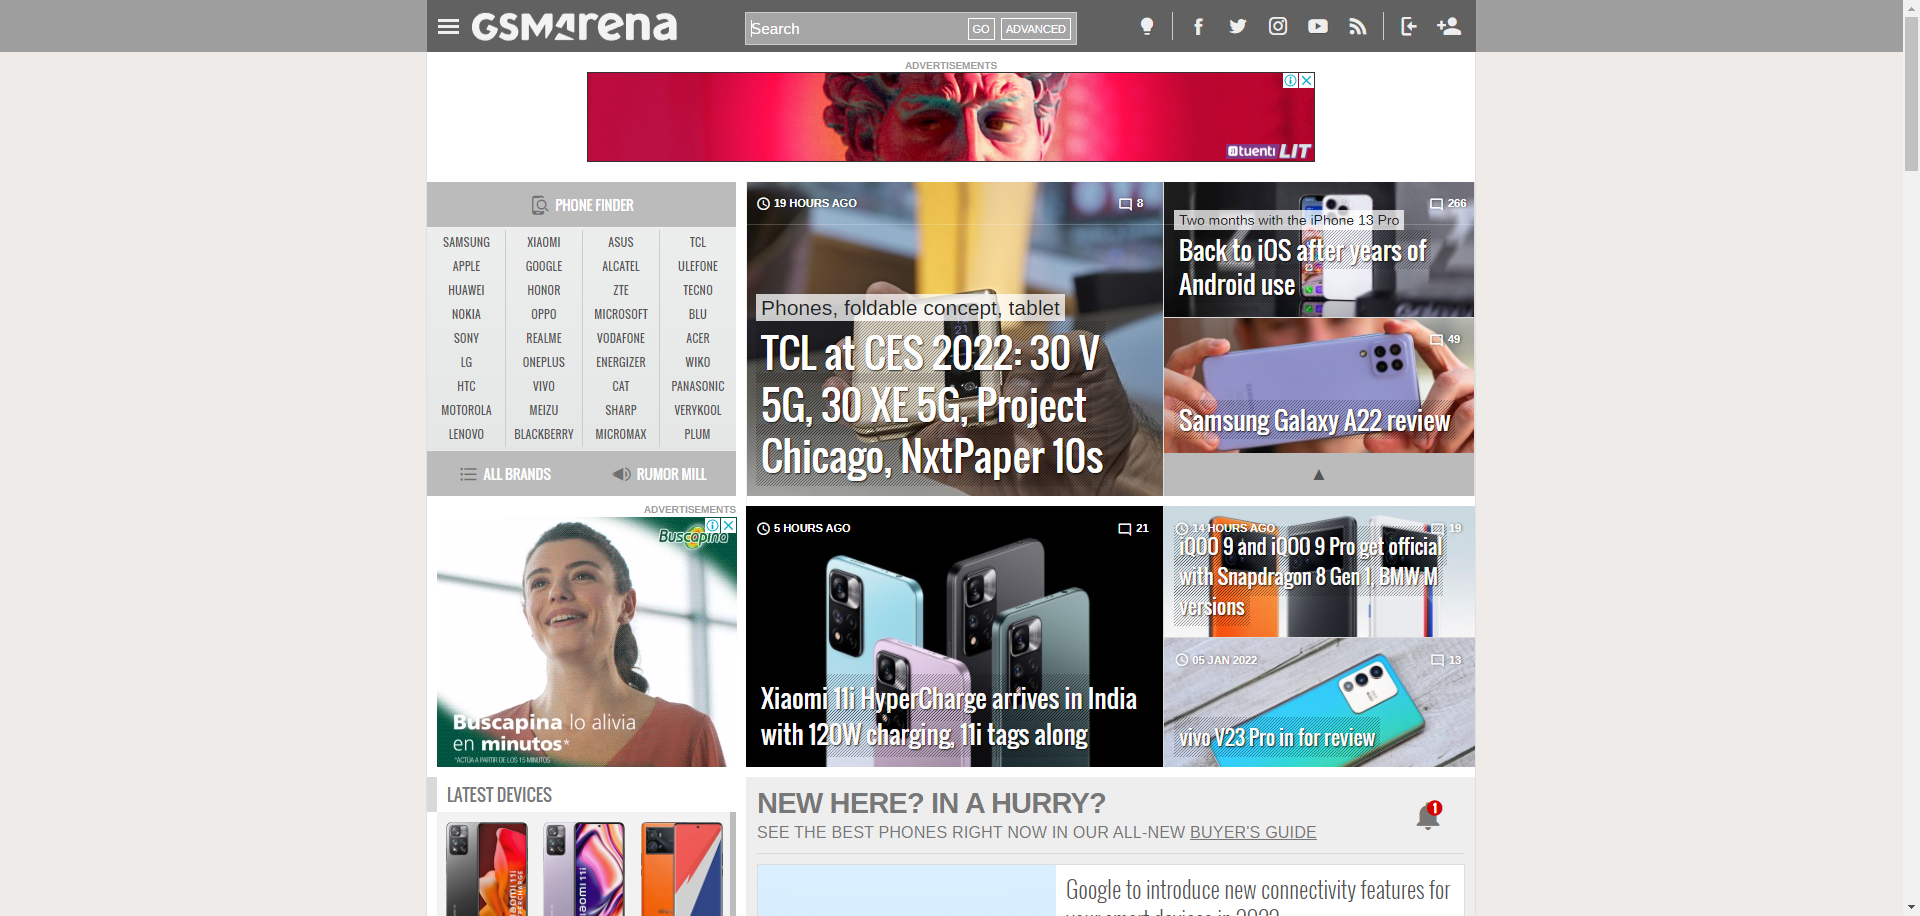 GSMArena
Search
GO
ADVANCED
ADVERTISEMENTS
tuenti LIT
PHONE FINDER
SAMSUNG XIAOMI ASUS TCL
APPLE GOOGLE ALCATEL ULEFONE
HUAWEI HONOR ZTE TECNO
NOKIA OPPO MICROSOFT BLU
SONY REALME VODAFONE ACER
LG ONEPLUS ENERGIZER WIKO
HTC VIVO CAT PANASONIC
MOTOROLA MEIZU SHARP VERYKOOL
LENOVO BLACKBERRY MICROMAX PLUM
ALL BRANDS
RUMOR MILL
19 HOURS AGO
8
Phones, foldable concept, tablet
TCL at CES 2022: 30 V
5G, 30 XE 5G, Project
Chicago, NxtPaper 10s
266
Two months with the iPhone 13 Pro
Back to iOS after years of
Android use
49
Samsung Galaxy A22 review
▲
ADVERTISEMENTS
Buscapina
Buscapina lo alivia
en minutos*
*ACTÚA A PARTIR DE LOS 15 MINUTOS
5 HOURS AGO
21
Xiaomi 11i HyperCharge arrives in India
with 120W charging, 11i tags along
14 HOURS AGO
19
iQOO 9 and iQOO 9 Pro get official
with Snapdragon 8 Gen 1, BMW M
versions
05 JAN 2022
13
vivo V23 Pro in for review
LATEST DEVICES
NEW HERE? IN A HURRY?
SEE THE BEST PHONES RIGHT NOW IN OUR ALL-NEW BUYER'S GUIDE
1
Google to introduce new connectivity features for
your smart devices in 2022